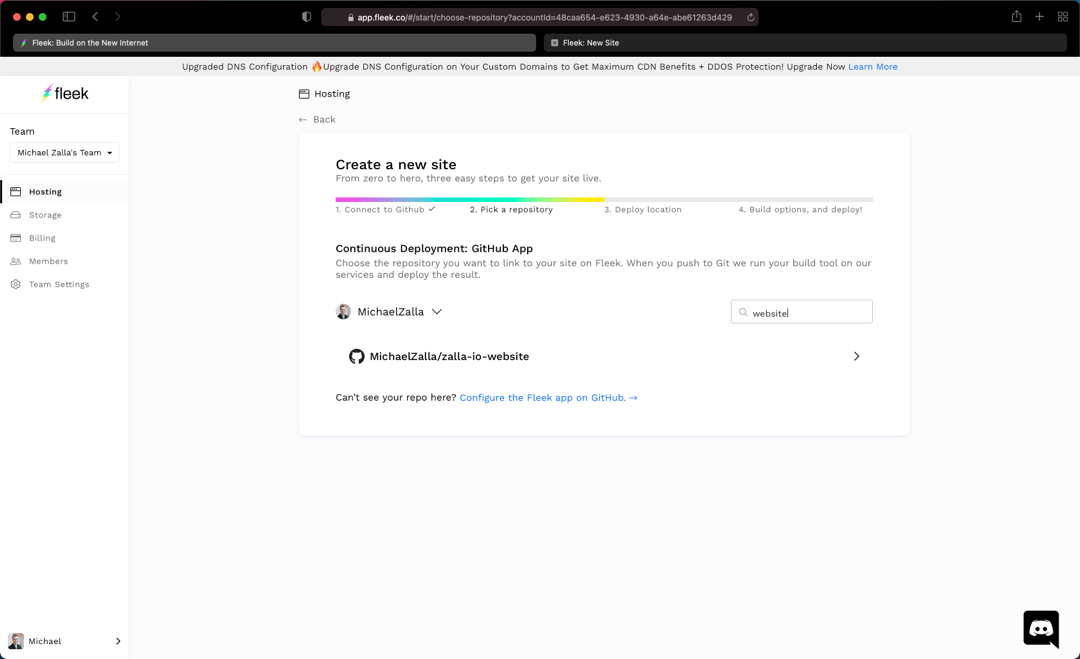 app.fleek.co/#/start/choose-repository?accountId=48caa654-e623-4930-a64e-abe61263d429
Fleek: Build on the New Internet
Fleek: New Site
Upgraded DNS Configuration 🔥Upgrade DNS Configuration on Your Custom Domains to Get Maximum CDN Benefits + DDOS Protection! Upgrade Now Learn More
fleek
Team
Michael Zalla's Team
Hosting
Storage
Billing
Members
Team Settings
Michael
Hosting
← Back
Create a new site
From zero to hero, three easy steps to get your site live.
1. Connect to Github ✓
2. Pick a repository
3. Deploy location
4. Build options, and deploy!
Continuous Deployment: GitHub App
Choose the repository you want to link to your site on Fleek. When you push to Git we run your build tool on our
services and deploy the result.
MichaelZalla
website
MichaelZalla/zalla-io-website
Can't see your repo here? Configure the Fleek app on GitHub. →